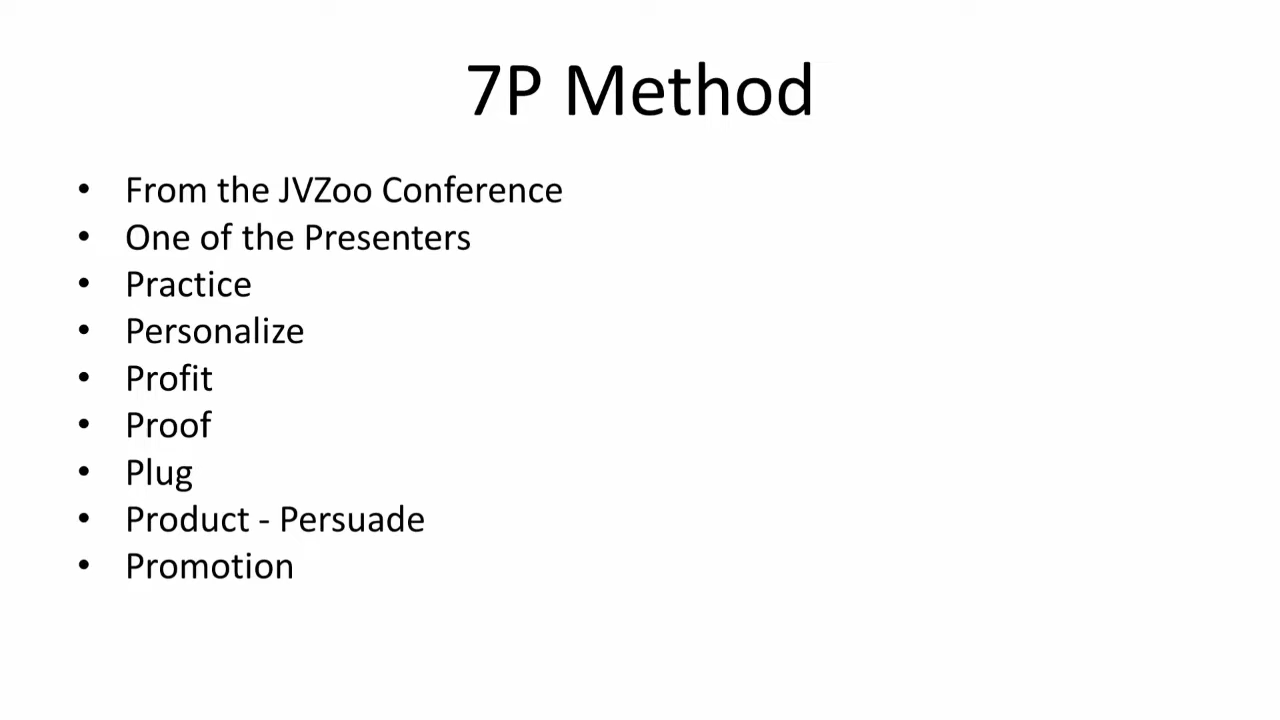 7P Method
• From the JVZoo Conference
• One of the Presenters
• Practice
• Personalize
• Profit
• Proof
• Plug
• Product - Persuade
• Promotion